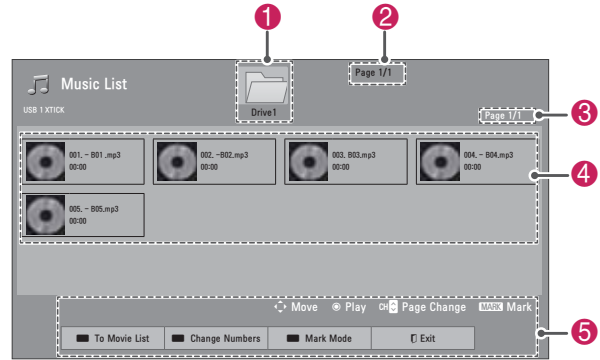 1
2
Page 1/1
Music List
USB 1 XTICK
Drive1
Page 1/1
3
001. - B01 .mp3
00:00
002. -B02.mp3
00:00
003. B03.mp3
00:00
004. - B04.mp3
00:00
4
005. - B05.mp3
00:00
Move Play CH Page Change MARK Mark
To Movie List Change Numbers Mark Mode Exit
5